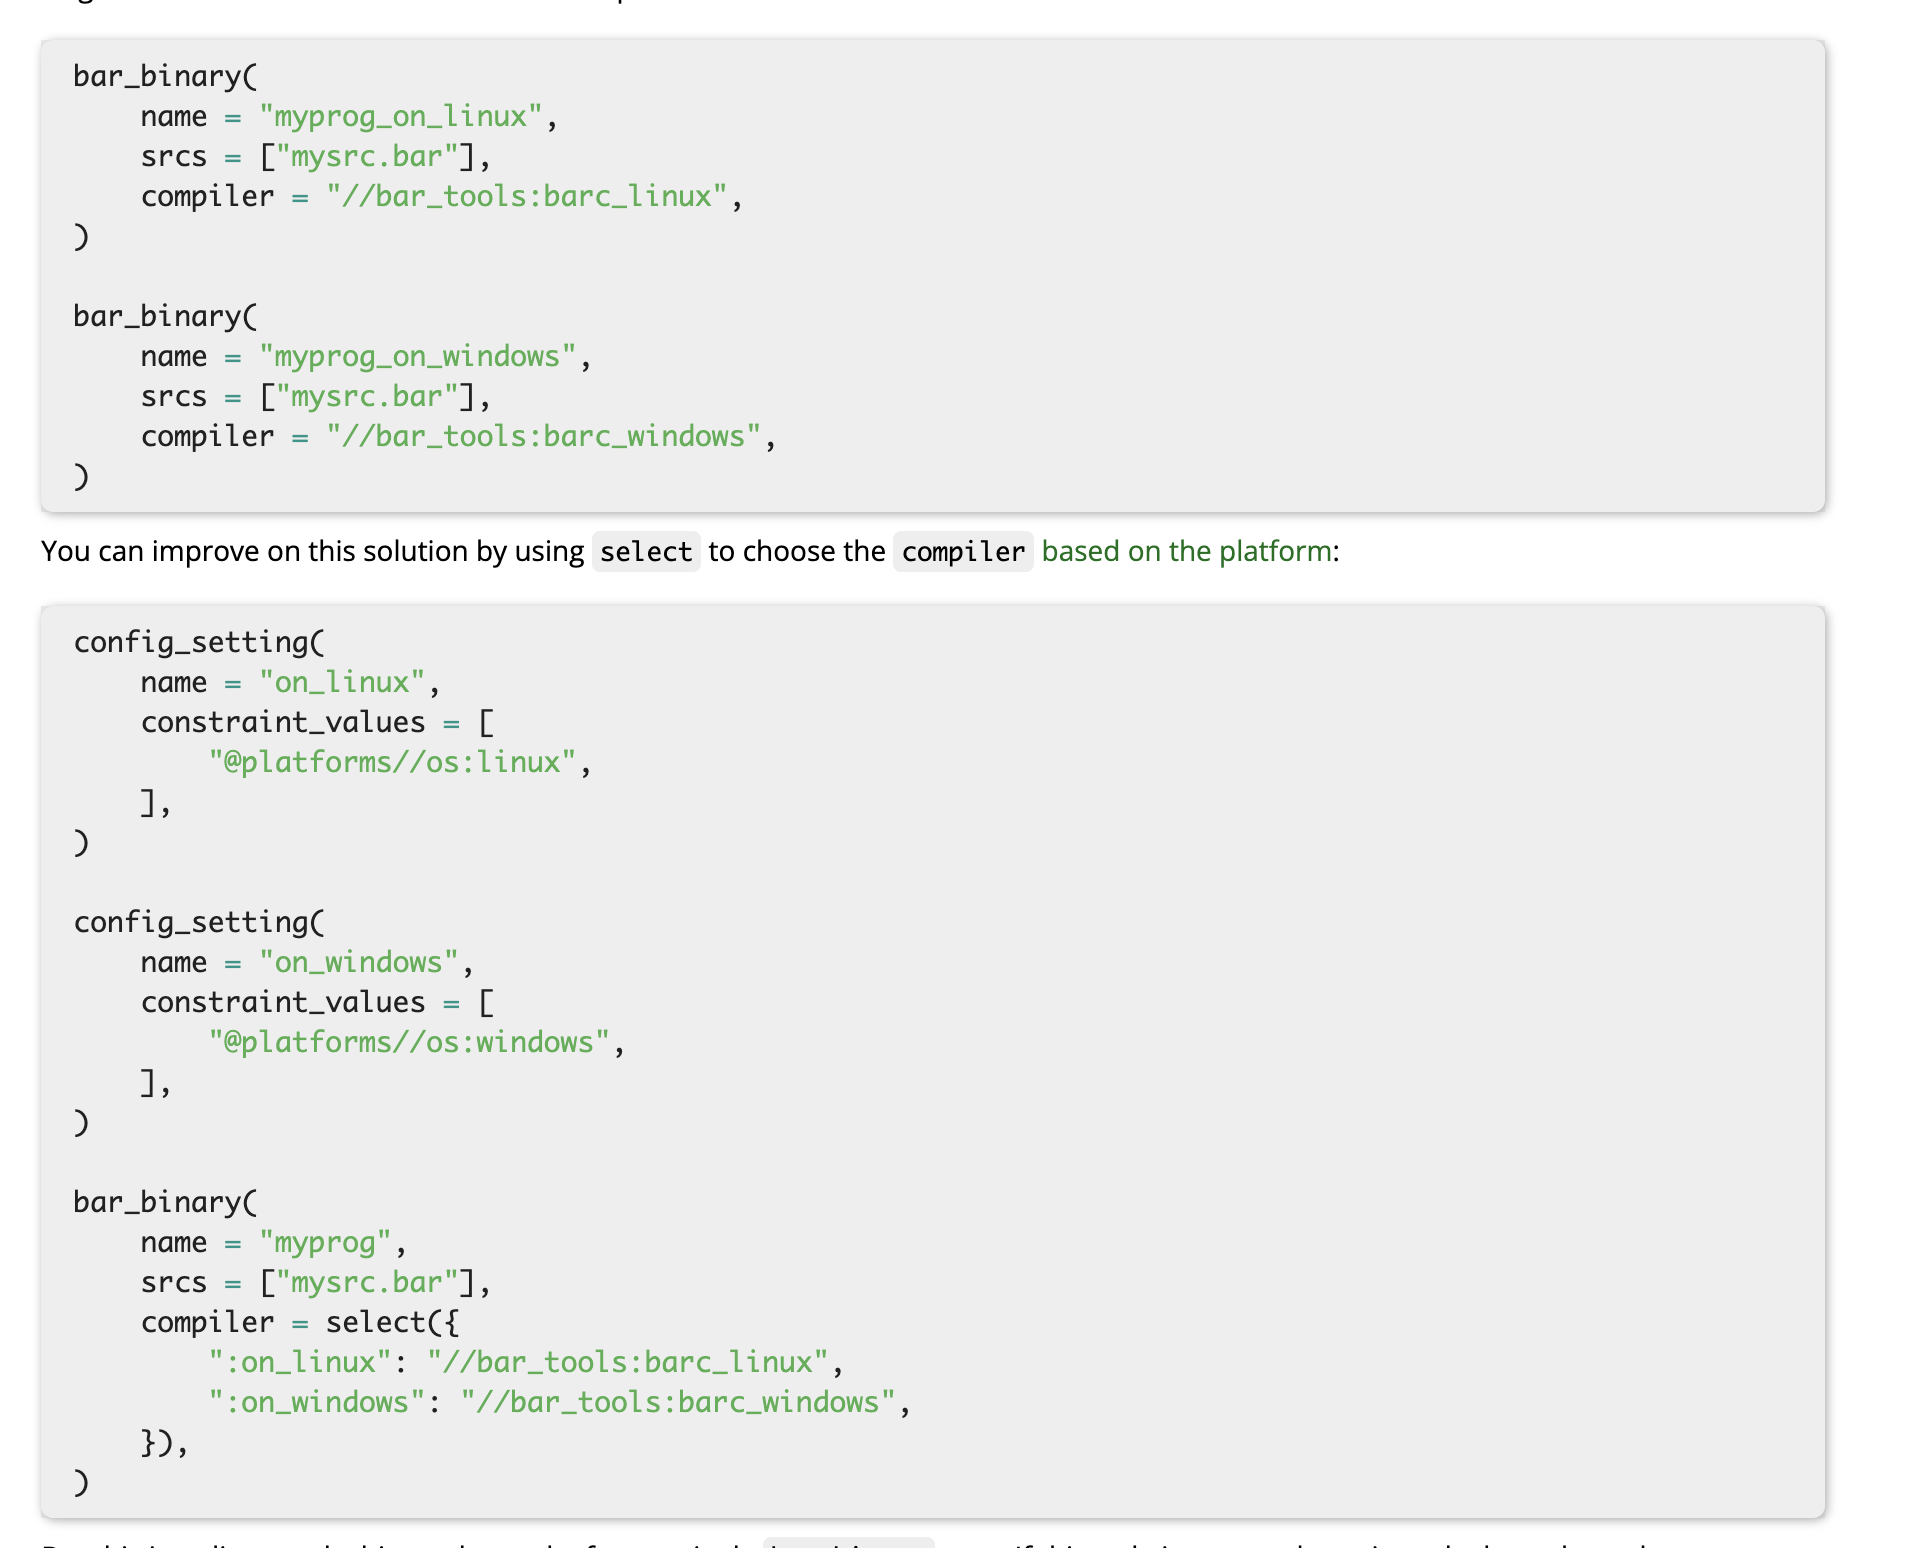 bar_binary(
    name = "myprog_on_linux",
    srcs = ["mysrc.bar"],
    compiler = "//bar_tools:barc_linux",
)

bar_binary(
    name = "myprog_on_windows",
    srcs = ["mysrc.bar"],
    compiler = "//bar_tools:barc_windows",
)
You can improve on this solution by using select to choose the compiler based on the platform:
config_setting(
    name = "on_linux",
    constraint_values = [
        "@platforms//os:linux",
    ],
)

config_setting(
    name = "on_windows",
    constraint_values = [
        "@platforms//os:windows",
    ],
)

bar_binary(
    name = "myprog",
    srcs = ["mysrc.bar"],
    compiler = select({
        ":on_linux": "//bar_tools:barc_linux",
        ":on_windows": "//bar_tools:barc_windows",
    }),
)